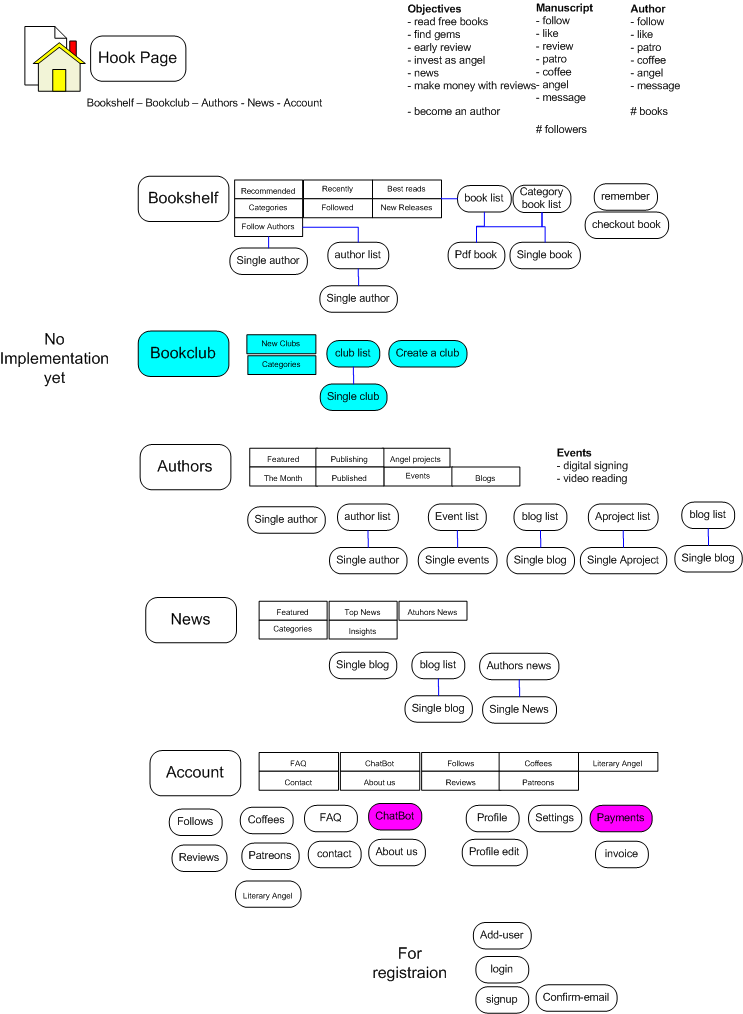 Hook Page
Bookshelf – Bookclub – Authors - News - Account
Objectives
- read free books
- find gems
- early review
- invest as angel
- news
- make money with reviews
- become an author
Manuscript
- follow
- like
- review
- patro
- coffee
- angel
- message
# followers
Author
- follow
- like
- patro
- coffee
- angel
- message
# books
Bookshelf
Recommended
Recently
Best reads
Categories
Followed
New Releases
Follow Authors
book list
Category
book list
remember
checkout book
Single author
author list
Pdf book
Single book
Single author
No
Implementation
yet
Bookclub
New Clubs
Categories
club list
Create a club
Single club
Authors
Featured
Publishing
Angel projects
The Month
Published
Events
Blogs
Events
- digital signing
- video reading
Single author
author list
Event list
blog list
Aproject list
blog list
Single author
Single events
Single blog
Single Aproject
Single blog
News
Featured
Top News
Atuhors News
Categories
Insights
Single blog
blog list
Authors news
Single blog
Single News
Account
FAQ
ChatBot
Follows
Coffees
Literary Angel
Contact
About us
Reviews
Patreons
Follows
Coffees
FAQ
ChatBot
Profile
Settings
Payments
Reviews
Patreons
contact
About us
Profile edit
invoice
Literary Angel
For
registraion
Add-user
login
signup
Confirm-email